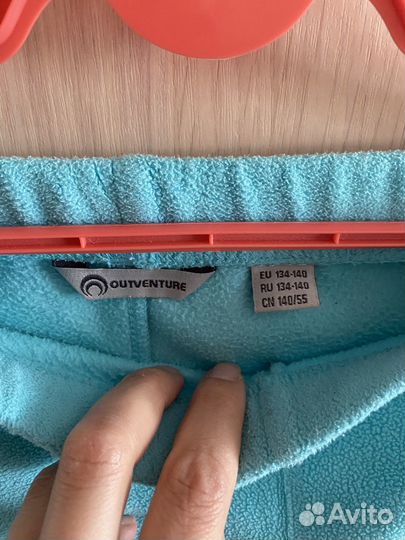 OUTVENTURE
EU 134-140
RU 134-140
CN 140/55
Avito